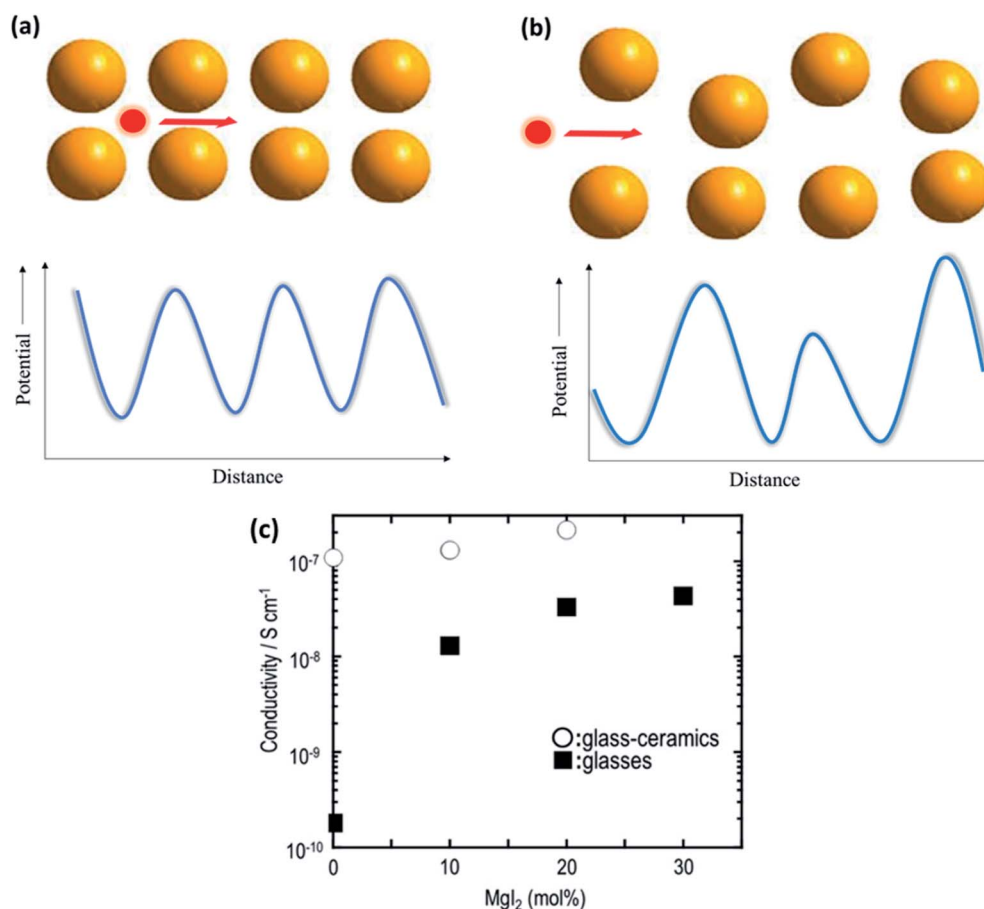 (a)
(b)
Potential
Distance
Potential
Distance
(c)
Conductivity / S cm⁻¹
10⁻⁷
10⁻⁸
10⁻⁹
10⁻¹⁰
○:glass-ceramics
■:glasses
0 10 20 30
MgI₂ (mol%)